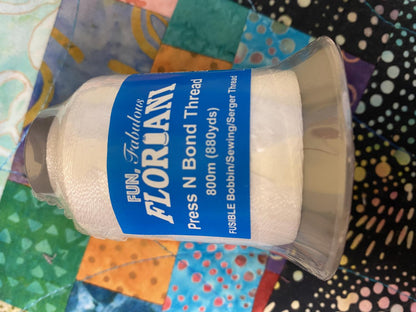 FUN, Fabulous
FLORIANI
Press N Bond Thread
800m (880yds)
FUSIBLE Bobbin/Sewing/Serger Thread